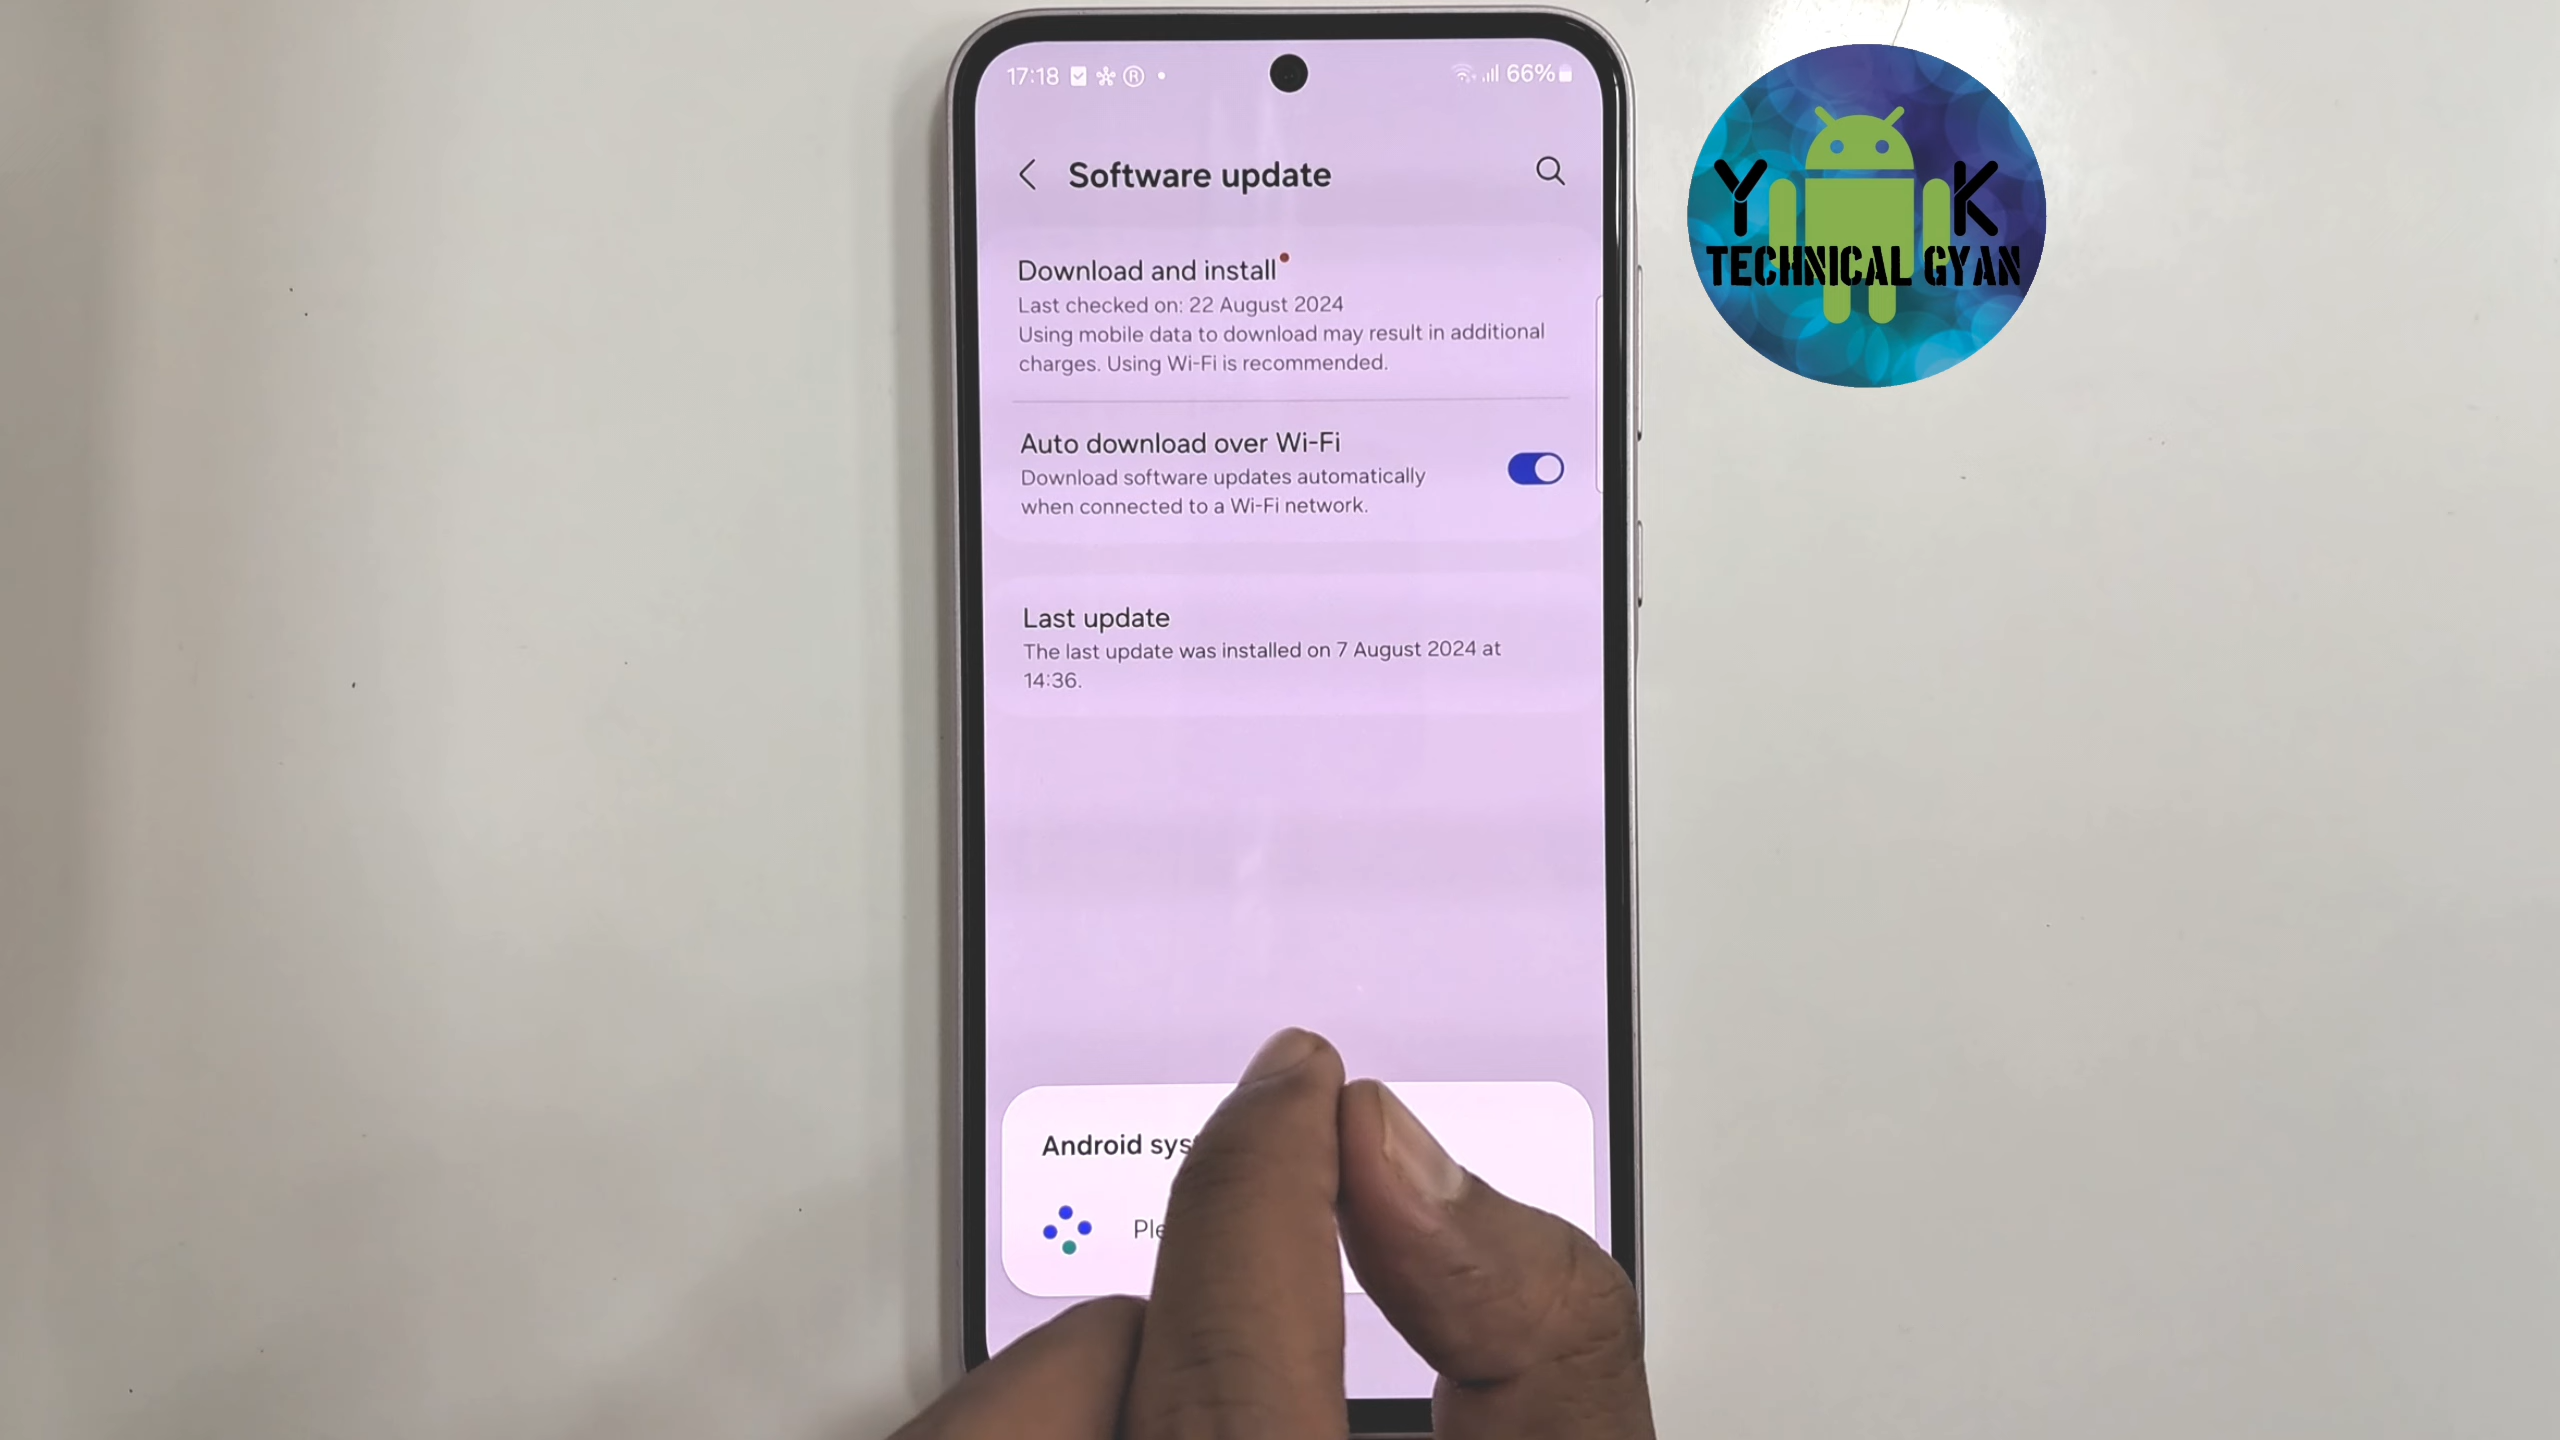 17:18
66%
Software update
Download and install
Last checked on: 22 August 2024
Using mobile data to download may result in additional
charges. Using Wi-Fi is recommended.
Auto download over Wi-Fi
Download software updates automatically
when connected to a Wi-Fi network.
Last update
The last update was installed on 7 August 2024 at
14:36.
Android
Y K
TECHNICAL GYAN